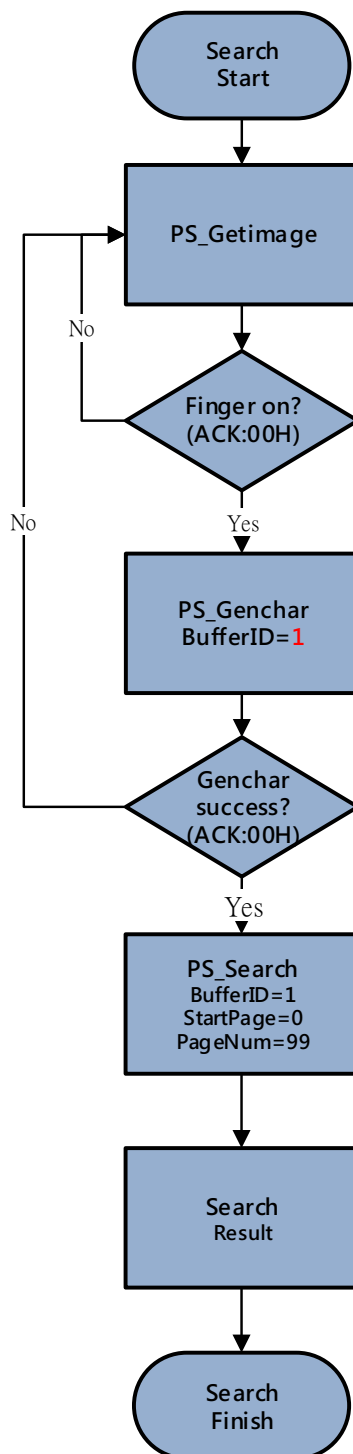 Search
Start
PS_Getimage
No
Finger on?
(ACK:00H)
No
Yes
PS_Genchar
BufferID=1
Genchar
success?
(ACK:00H)
Yes
PS_Search
BufferID=1
StartPage=0
PageNum=99
Search
Result
Search
Finish